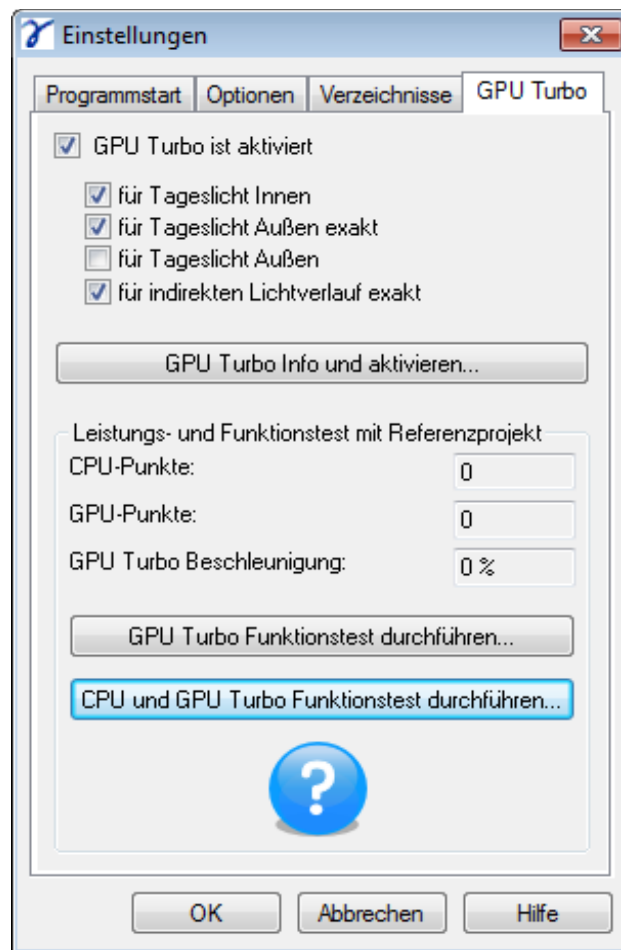 Einstellungen
Programmstart Optionen Verzeichnisse GPU Turbo
GPU Turbo ist aktiviert
für Tageslicht Innen
für Tageslicht Außen exakt
für Tageslicht Außen
für indirekten Lichtverlauf exakt
GPU Turbo Info und aktivieren...
Leistungs- und Funktionstest mit Referenzprojekt
CPU-Punkte: 0
GPU-Punkte: 0
GPU Turbo Beschleunigung: 0 %
GPU Turbo Funktionstest durchführen...
CPU und GPU Turbo Funktionstest durchführen...
?
OK Abbrechen Hilfe